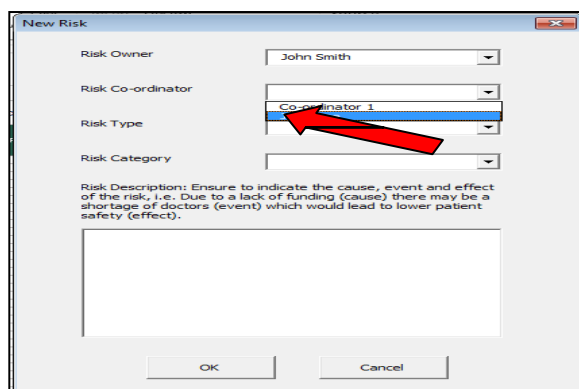 New Risk
Risk Owner
John Smith
Risk Co-ordinator
Co-ordinator 1
Risk Type
Risk Category
Risk Description: Ensure to indicate the cause, event and effect
of the risk, i.e. Due to a lack of funding (cause) there may be a
shortage of doctors (event) which would lead to lower patient
safety (effect).
OK
Cancel